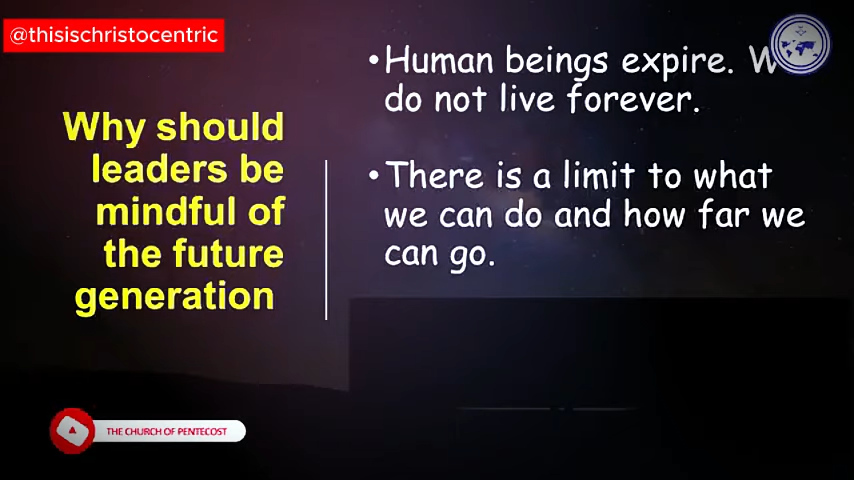 @thisischristocentric
Why should
leaders be
mindful of
the future
generation
•Human beings expire.
do not live forever.
•There is a limit to what
we can do and how far we
can go.
THE CHURCH OF PENTECOST